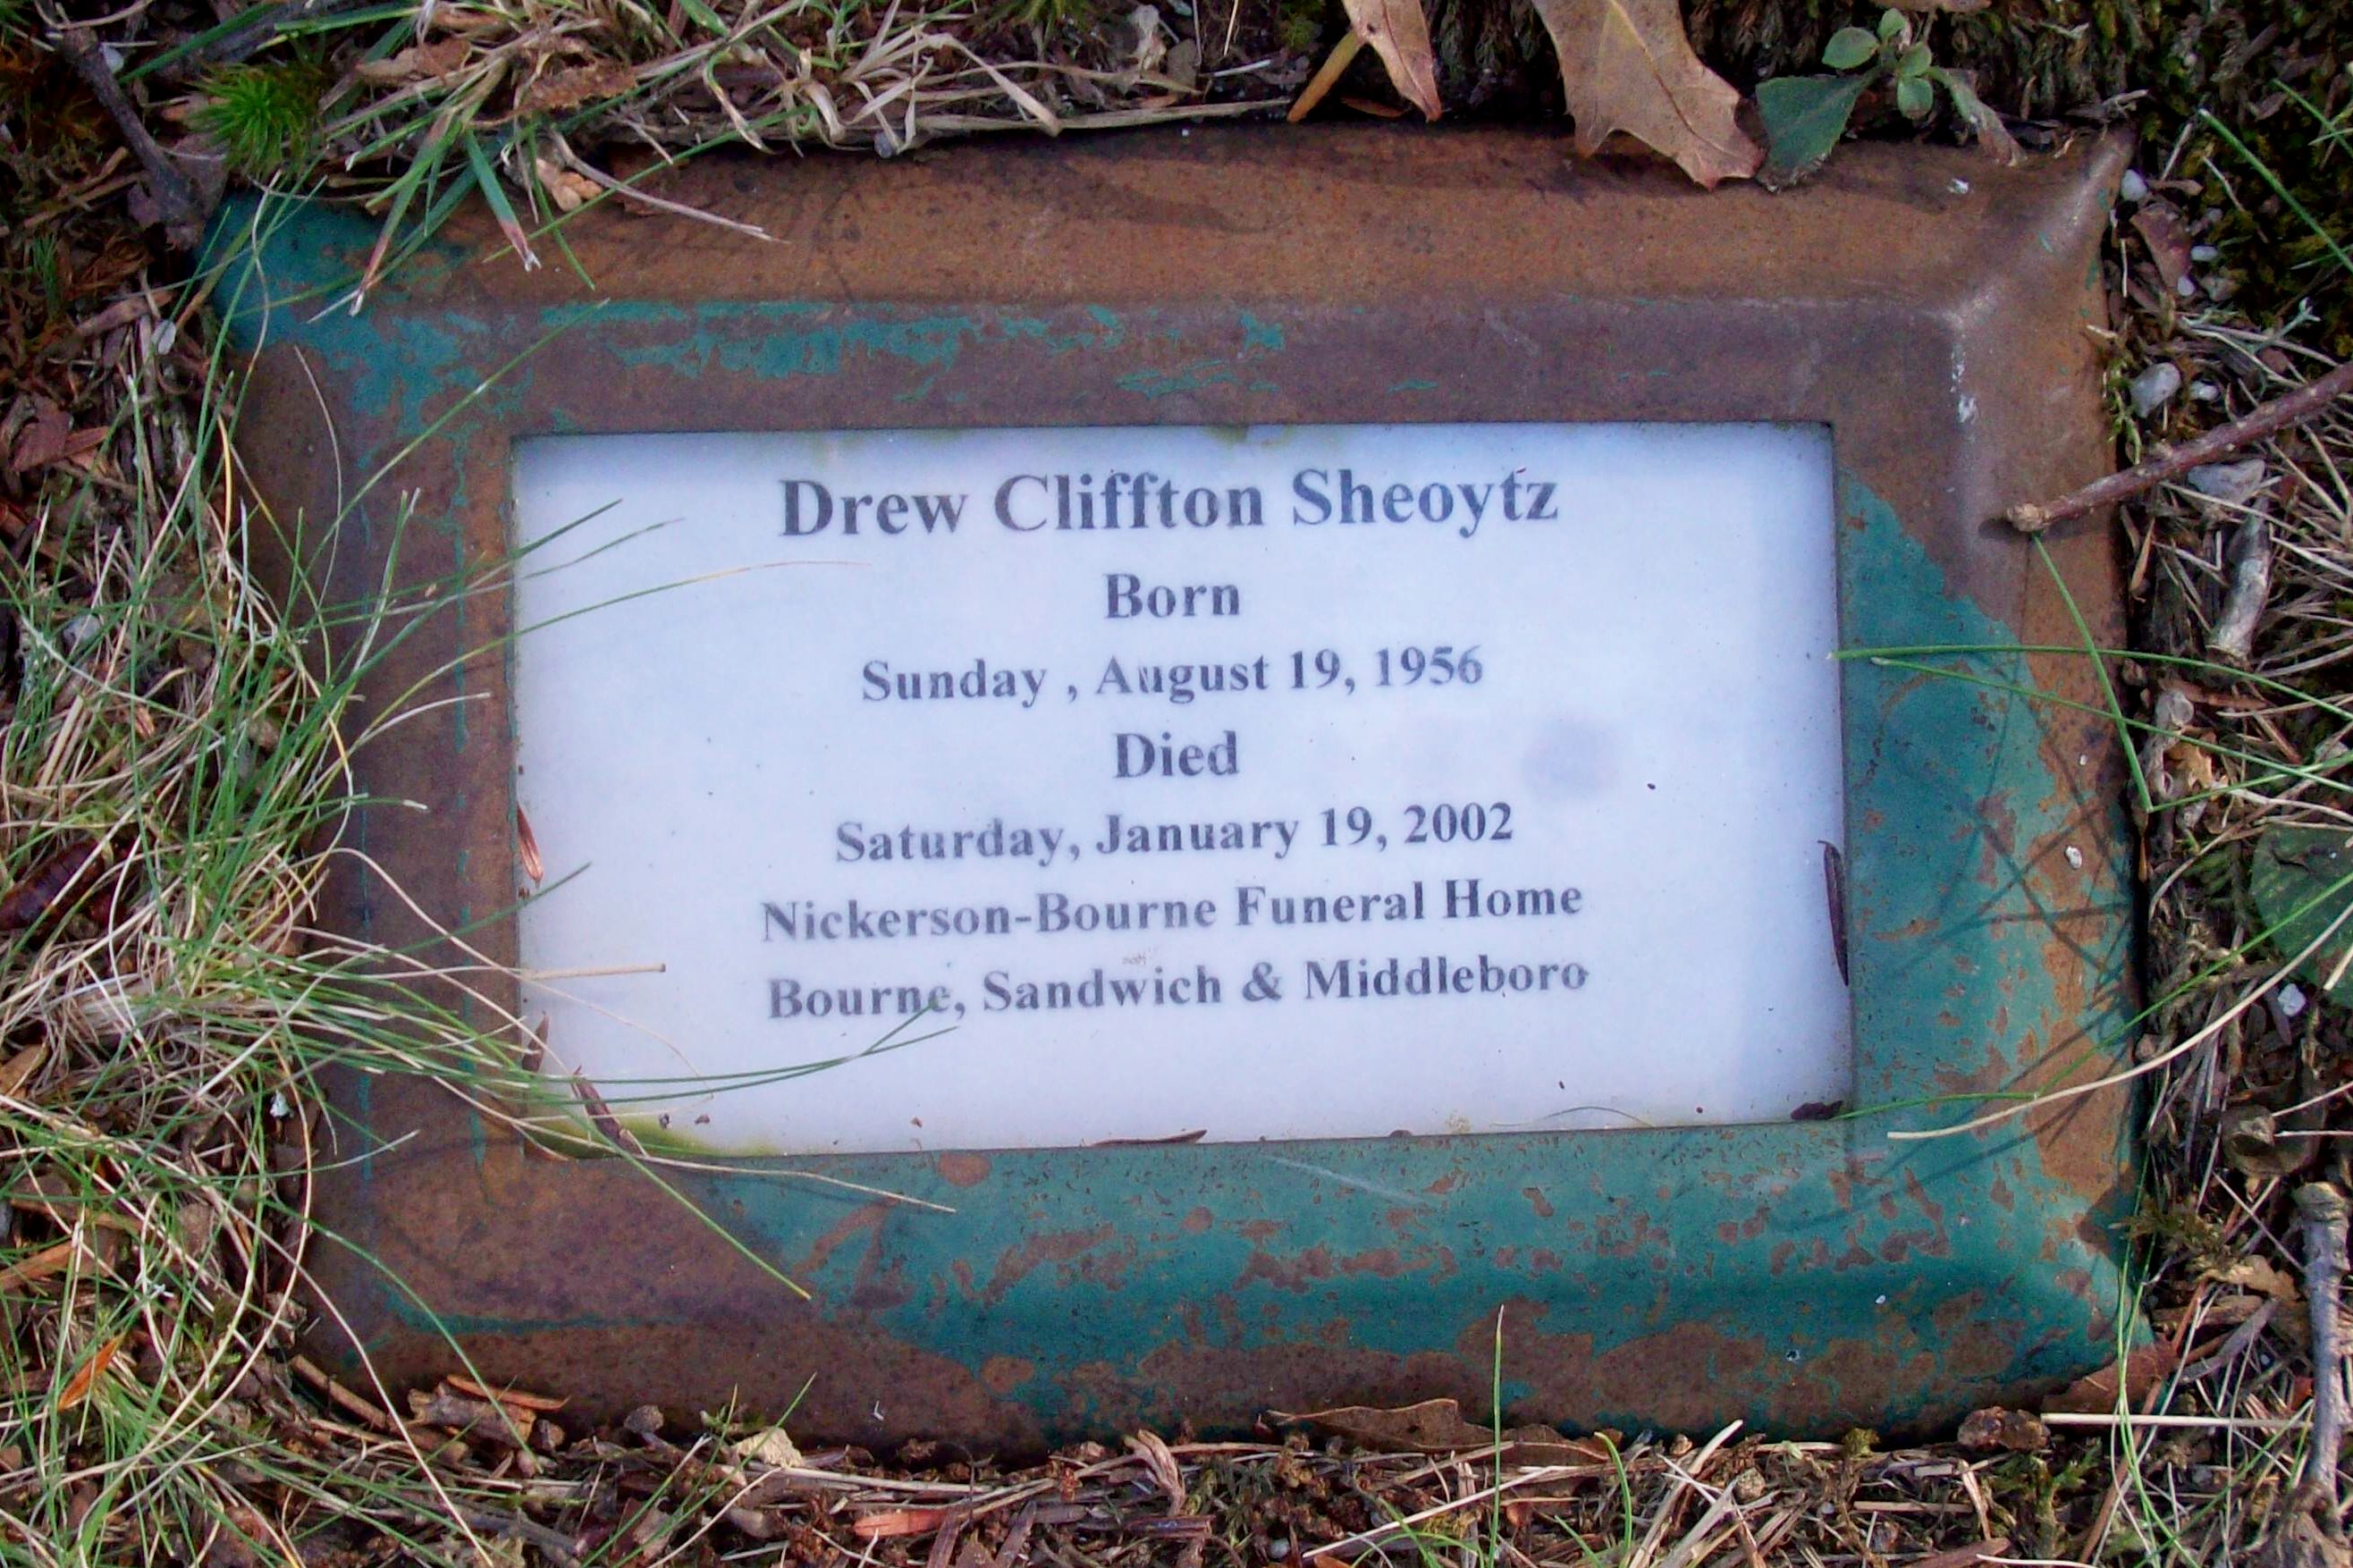 Drew Cliffton Sheoytz
Born
Sunday , August 19, 1956
Died
Saturday, January 19, 2002
Nickerson-Bourne Funeral Home
Bourne, Sandwich & Middleboro